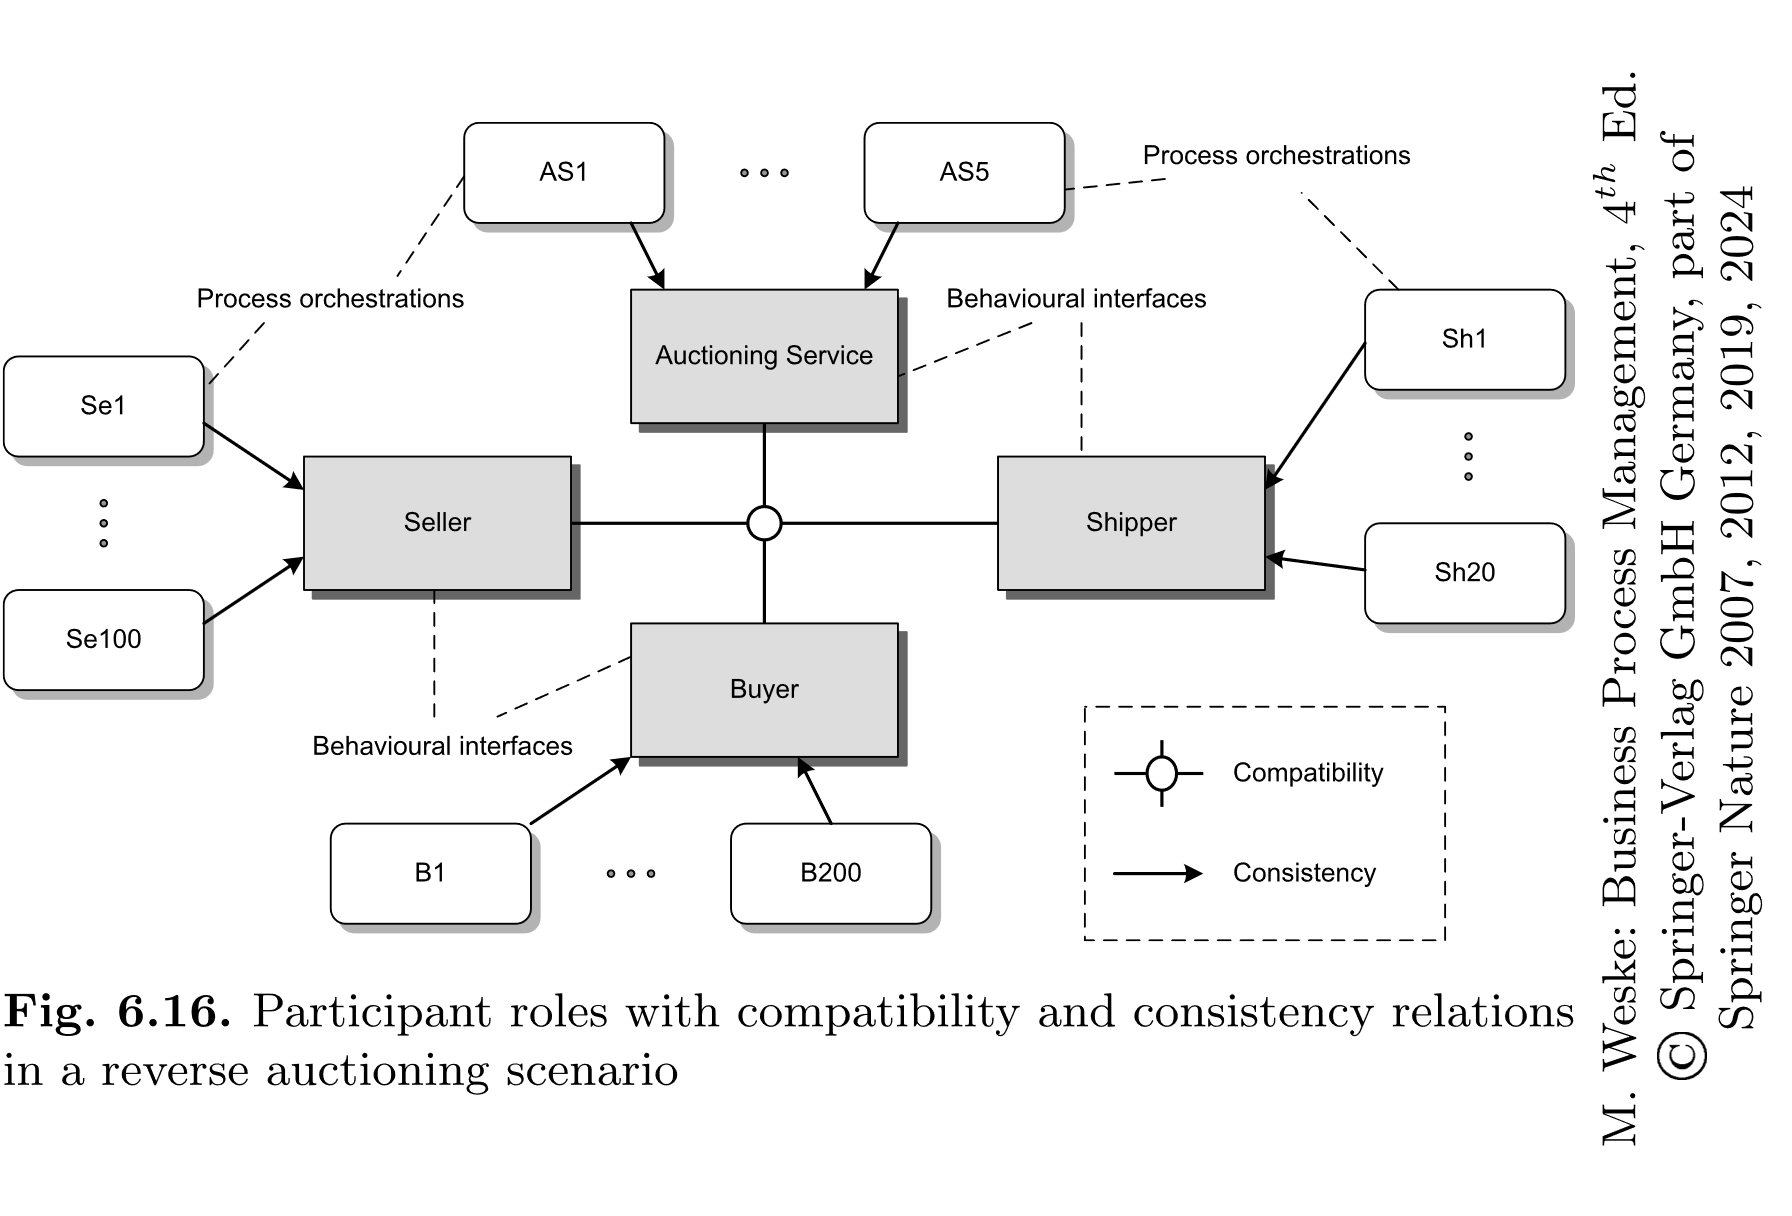 AS1
AS5
Process orchestrations
Process orchestrations
Behavioural interfaces
Auctioning Service
Sh1
Se1
Seller
Shipper
Sh20
Se100
Buyer
Behavioural interfaces
Compatibility
B1
B200
Consistency
Fig. 6.16. Participant roles with compatibility and consistency relations
in a reverse auctioning scenario
M. Weske: Business Process Management, 4th Ed.
© Springer-Verlag GmbH Germany, part of
Springer Nature 2007, 2012, 2019, 2024